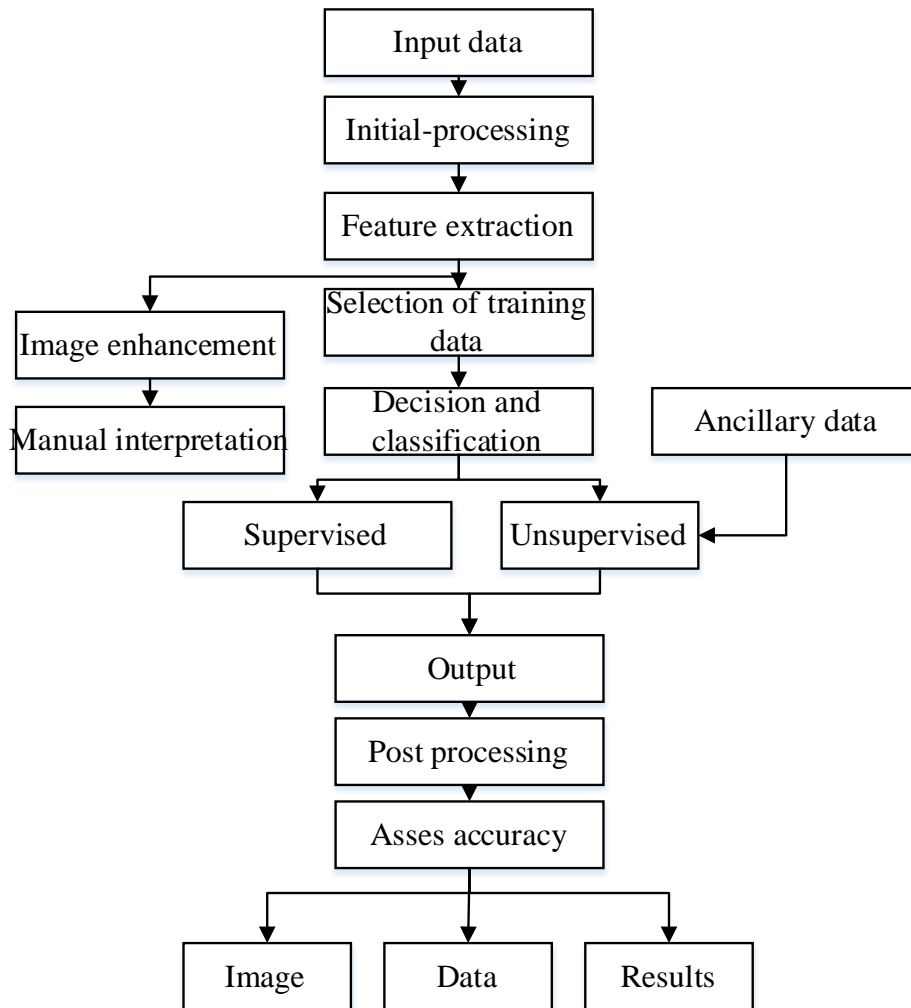 Input data
Initial-processing
Feature extraction
Selection of training
data
Image enhancement
Manual interpretation
Decision and
classification
Ancillary data
Supervised
Unsupervised
Output
Post processing
Asses accuracy
Image
Data
Results